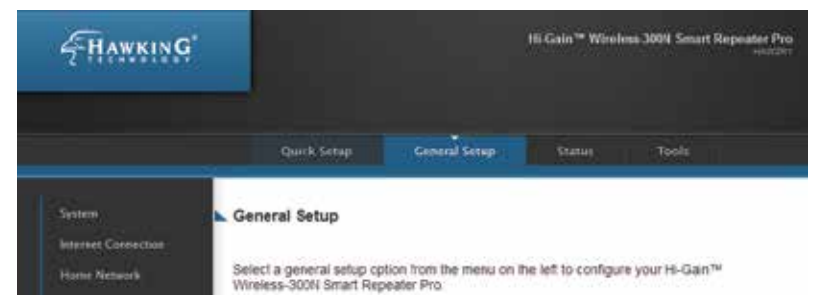 HAWKING
TECHNOLOGY
Hi-Gain™ Wireless-300N Smart Repeater Pro
Quick Setup
General Setup
Status
Tools
System
Internet Connection
Home Network
General Setup
Select a general setup option from the menu on the left to configure your Hi-Gain™
Wireless-300N Smart Repeater Pro